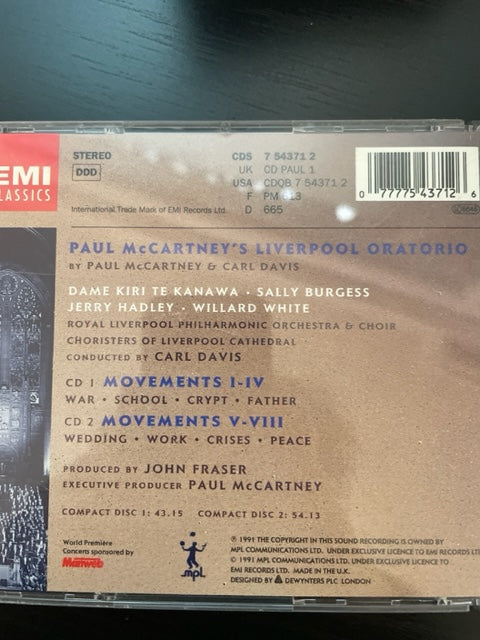 EMI
CLASSICS
STEREO
DDD
International Trade Mark of EMI Records Ltd.
CDS 7 54371 2
UK CD PAUL 1
USA CDQB 7 54371 2
F PM 613
D 665
0 77775 43712 6
PAUL McCARTNEY'S LIVERPOOL ORATORIO
BY PAUL McCARTNEY & CARL DAVIS
DAME KIRI TE KANAWA · SALLY BURGESS
JERRY HADLEY · WILLARD WHITE
ROYAL LIVERPOOL PHILHARMONIC ORCHESTRA & CHOIR
CHORISTERS OF LIVERPOOL CATHEDRAL
CONDUCTED BY CARL DAVIS
CD 1 MOVEMENTS I-IV
WAR · SCHOOL · CRYPT · FATHER
CD 2 MOVEMENTS V-VIII
WEDDING · WORK · CRISES · PEACE
PRODUCED BY JOHN FRASER
EXECUTIVE PRODUCER PAUL McCARTNEY
COMPACT DISC 1: 43.15 COMPACT DISC 2: 54.13
World Première
Concerts sponsored by
Manweb
mpl
℗ 1991 THE COPYRIGHT IN THIS SOUND RECORDING IS OWNED BY
MPL COMMUNICATIONS LTD. UNDER EXCLUSIVE LICENCE TO EMI RECORDS LTD
© 1991 MPL COMMUNICATIONS LTD. UNDER EXCLUSIVE LICENCE TO
EMI RECORDS LTD. MADE IN THE U.K.
DESIGNED BY DEWYNTERS PLC LONDON